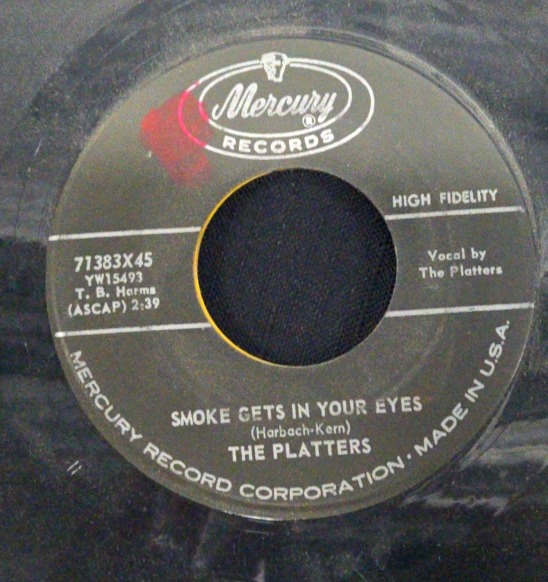 Mercury
®
RECORDS
HIGH FIDELITY
71383X45
YW15493
T. B. Harms
(ASCAP) 2:39
Vocal by
The Platters
SMOKE GETS IN YOUR EYES
(Harbach-Kern)
THE PLATTERS
MERCURY RECORD CORPORATION • MADE IN U.S.A.